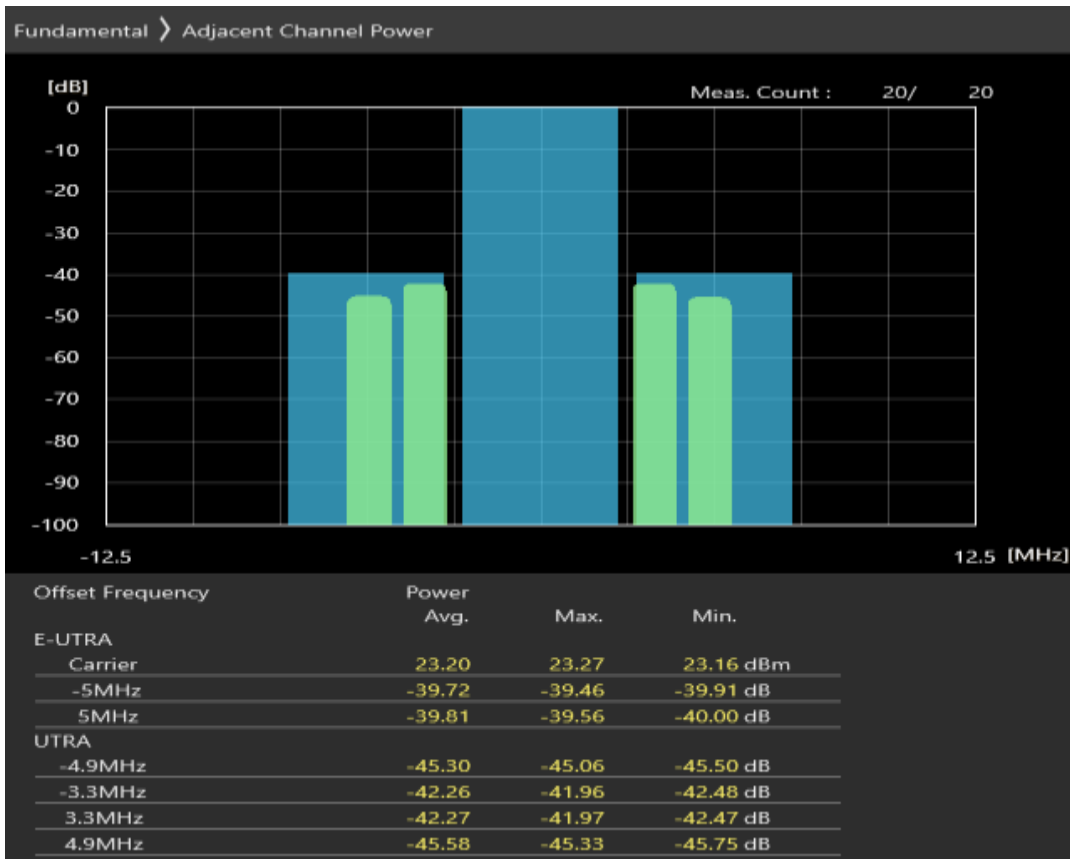 Fundamental 〉 Adjacent Channel Power
[dB]
Meas. Count : 20/ 20
0
-10
-20
-30
-40
-50
-60
-70
-80
-90
-100
-12.5 12.5 [MHz]
Offset Frequency Power
Avg. Max. Min.
E-UTRA
Carrier 23.20 23.27 23.16 dBm
-5MHz -39.72 -39.46 -39.91 dB
5MHz -39.81 -39.56 -40.00 dB
UTRA
-4.9MHz -45.30 -45.06 -45.50 dB
-3.3MHz -42.26 -41.96 -42.48 dB
3.3MHz -42.27 -41.97 -42.47 dB
4.9MHz -45.58 -45.33 -45.75 dB